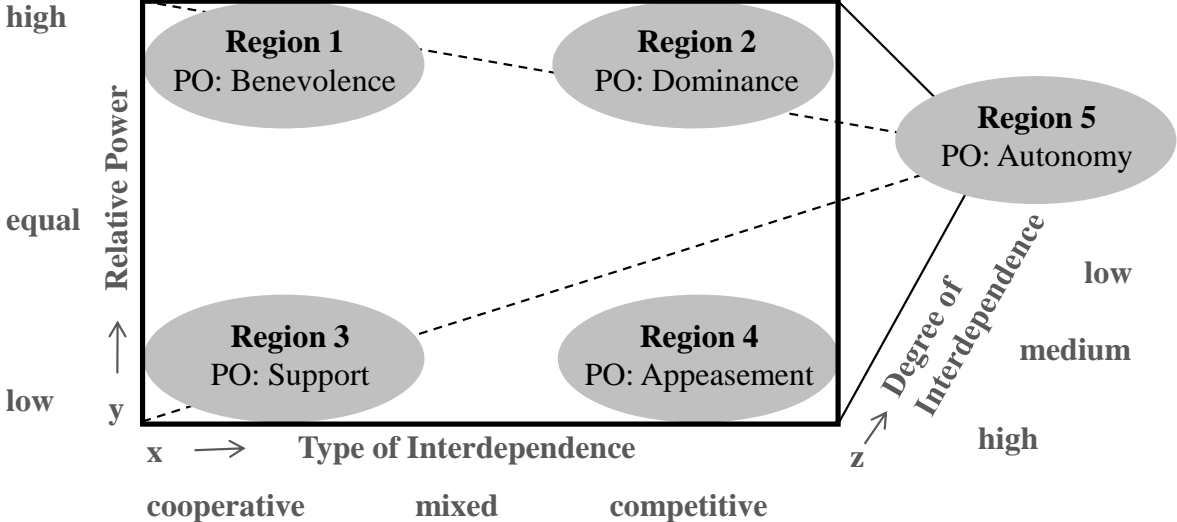 high
Region 1
PO: Benevolence
Region 2
PO: Dominance
Region 5
PO: Autonomy
Relative Power
equal
Region 3
PO: Support
Region 4
PO: Appeasement
low
y
x
Type of Interdependence
cooperative
mixed
competitive
z
Degree of
Interdependence
low
medium
high